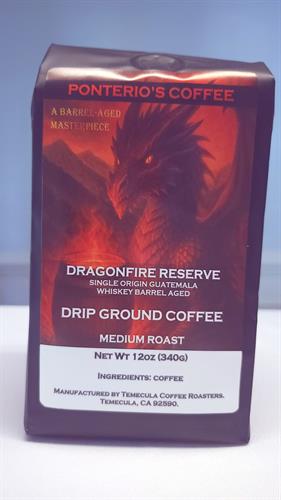 PONTERIO'S COFFEE
A BARREL-AGED
MASTERPIECE
DRAGONFIRE RESERVE
SINGLE ORIGIN GUATEMALA
WHISKEY BARREL AGED
DRIP GROUND COFFEE
MEDIUM ROAST
NET WT 12OZ (340G)
INGREDIENTS: COFFEE
MANUFACTURED BY TEMECULA COFFEE ROASTERS.
TEMECULA, CA 92590.